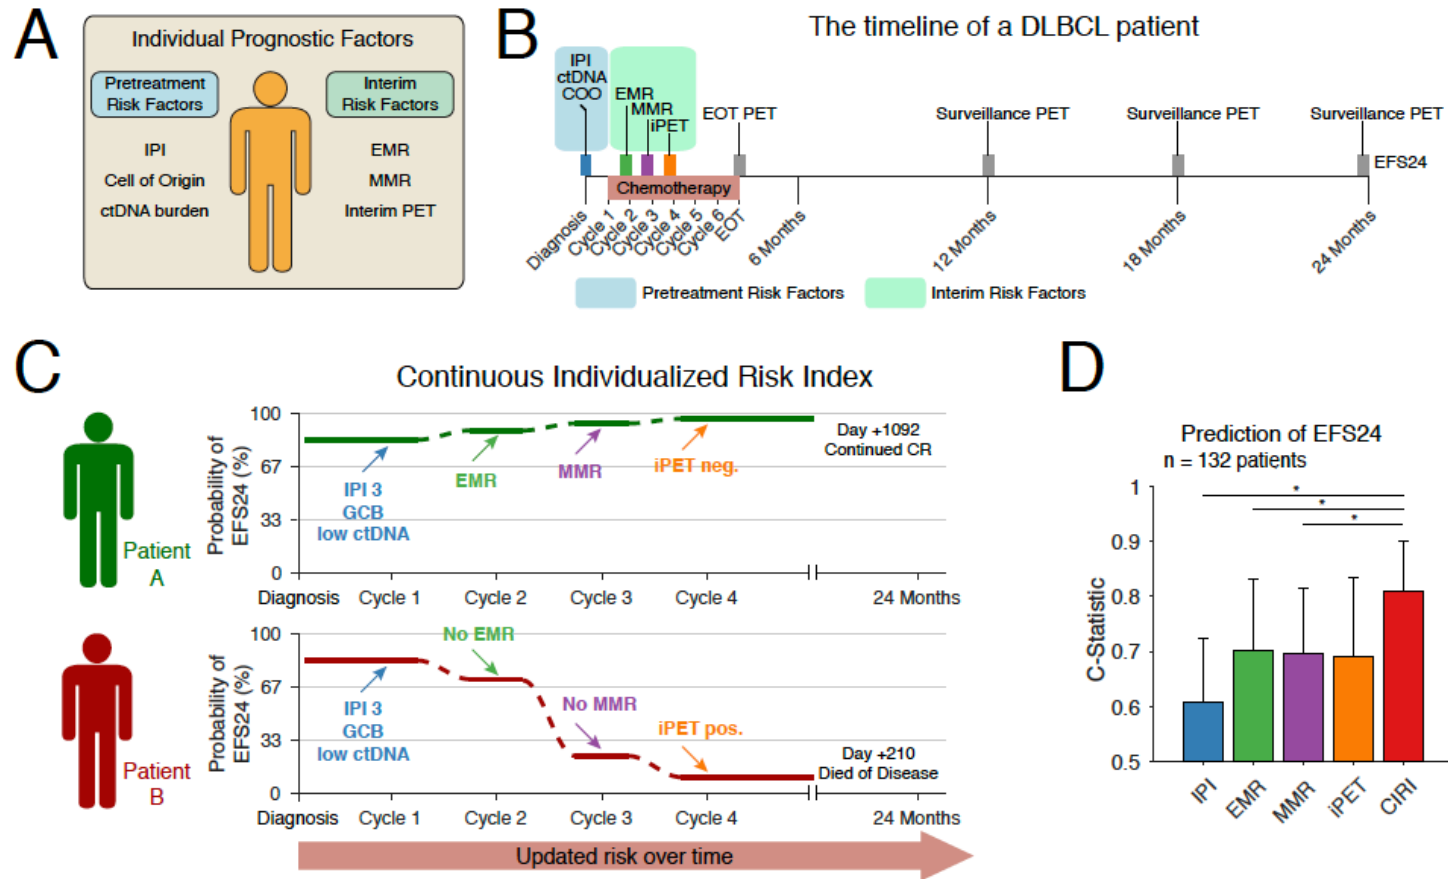 A
Individual Prognostic Factors
Pretreatment
Risk Factors
Interim
Risk Factors
IPI
Cell of Origin
ctDNA burden
EMR
MMR
Interim PET
B
The timeline of a DLBCL patient
IPI
ctDNA
COO
EMR
MMR
iPET
EOT PET
Surveillance PET
Surveillance PET
Surveillance PET
EFS24
Chemotherapy
Diagnosis
Cycle 1
Cycle 2
Cycle 3
Cycle 4
Cycle 5
Cycle 6
EOT
6 Months
12 Months
18 Months
24 Months
Pretreatment Risk Factors
Interim Risk Factors
C
Continuous Individualized Risk Index
Patient
A
Probability of
EFS24 (%)
100
67
33
0
IPI 3
GCB
low ctDNA
EMR
MMR
iPET neg.
Day +1092
Continued CR
Diagnosis Cycle 1 Cycle 2 Cycle 3 Cycle 4 24 Months
Patient
B
Probability of
EFS24 (%)
100
67
33
0
IPI 3
GCB
low ctDNA
No EMR
No MMR
iPET pos.
Day +210
Died of Disease
Diagnosis Cycle 1 Cycle 2 Cycle 3 Cycle 4 24 Months
Updated risk over time
D
Prediction of EFS24
n = 132 patients
C-Statistic
1
0.9
0.8
0.7
0.6
0.5
*
*
*
IPI
EMR
MMR
iPET
CIRI